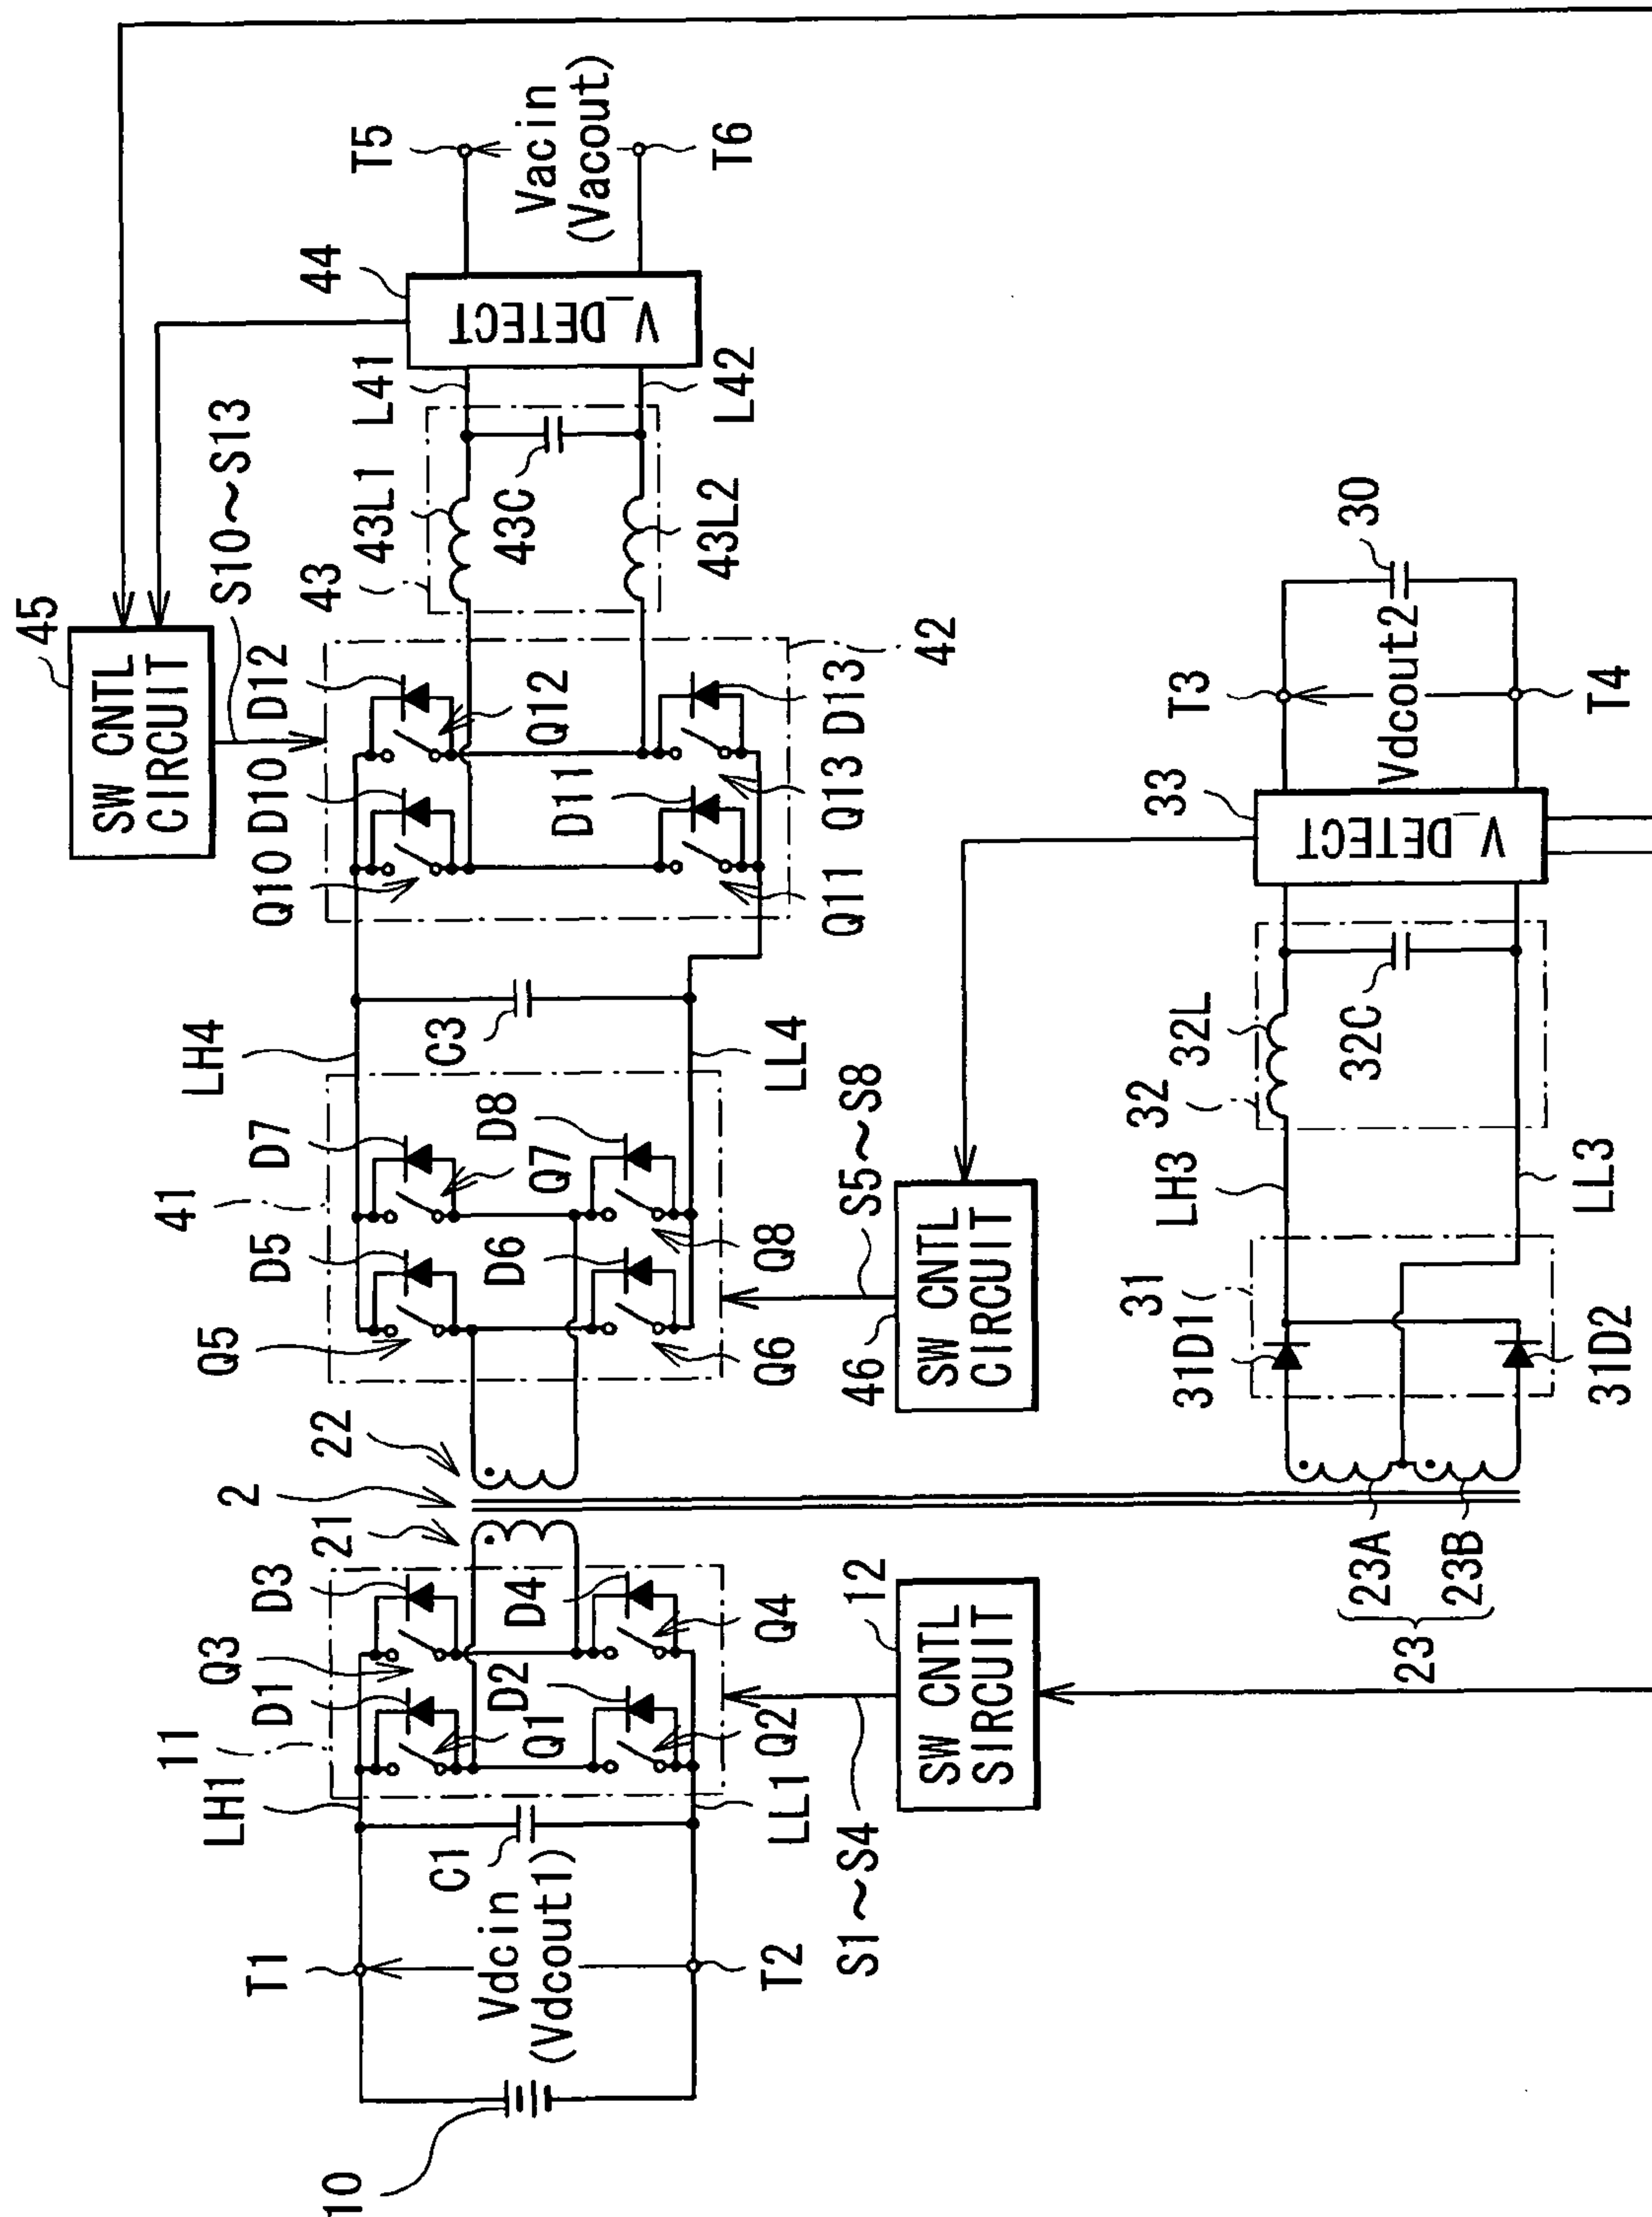 10
T1
T2
Vdcin
(Vdcout1)
C1
LH1
LL1
11
D1
Q3
D3
Q1
D2
D4
Q2
Q4
S1~S4
12
SW CNTL
SIRCUIT
21
2
22
23A
23B
23
Q5
D5
41
D7
D6
Q7
D8
Q6
Q8
46
SW CNTL
CIRCUIT
S5~S8
LH4
C3
LL4
31D1
31
31D2
LH3
LL3
32
32L
32C
33
V_DETECT
T3
Vdcout2
T4
30
Q10
D10
D12
D11
Q12
Q11
Q13
D13
42
45
SW CNTL
CIRCUIT
S10~S13
43
43L1
43C
43L2
L41
L42
44
V_DETECT
T5
Vacin
(Vacout)
T6